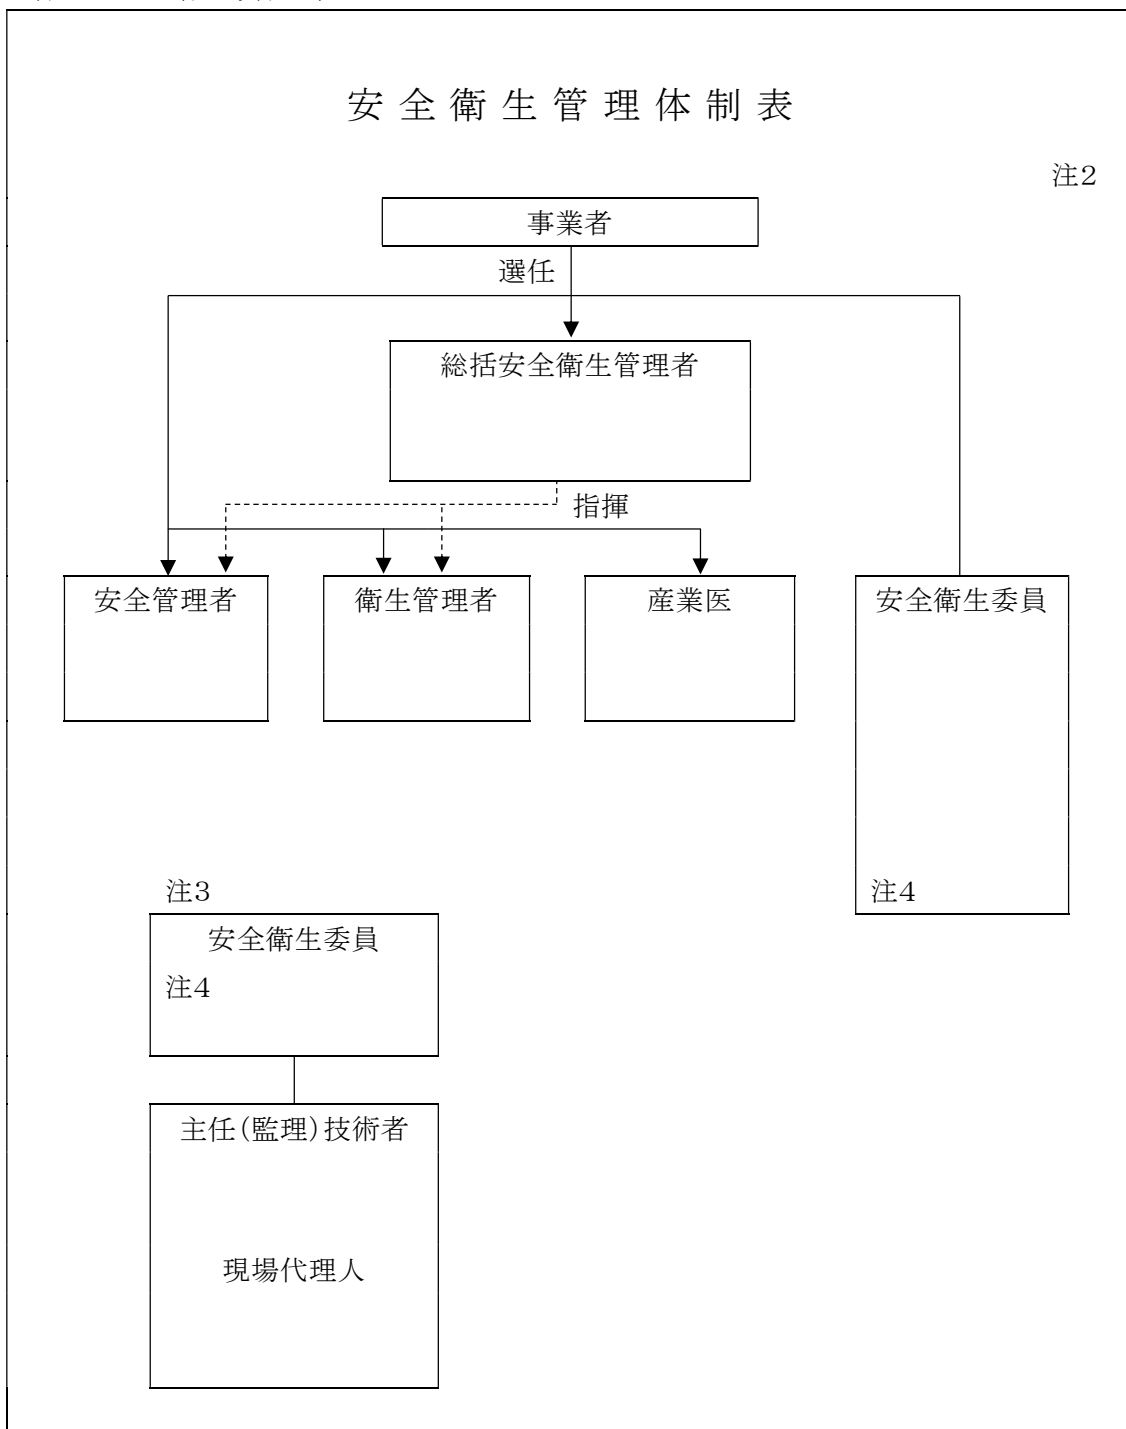 安全衛生管理体制表
注2
事業者
選任
総括安全衛生管理者
指揮
安全管理者
衛生管理者
産業医
安全衛生委員
注4
注3
安全衛生委員
注4
主任(監理)技術者
現場代理人